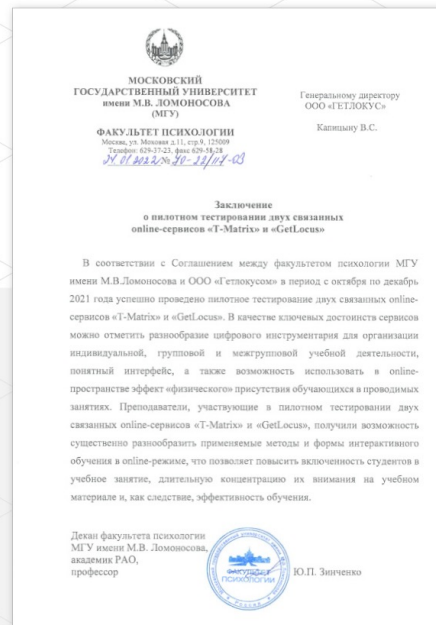 МОСКОВСКИЙ
ГОСУДАРСТВЕННЫЙ УНИВЕРСИТЕТ
имени М.В. ЛОМОНОСОВА
(МГУ)
ФАКУЛЬТЕТ ПСИХОЛОГИИ
Москва, ул. Моховая д.11, стр.9, 125009
Телефон: 629-37-23, факс 629-58-28
24.01.2022 №
Генеральному директору
ООО «ГЕТЛОКУС»
Капицыну В.С.
Заключение
о пилотном тестировании двух связанных
online-сервисов «T-Matrix» и «GetLocus»
В соответствии с Соглашением между факультетом психологии МГУ
имени М.В.Ломоносова и ООО «Гетлокусом» в период с октября по декабрь
2021 года успешно проведено пилотное тестирование двух связанных online-
сервисов «T-Matrix» и «GetLocus». В качестве ключевых достоинств сервисов
можно отметить разнообразие цифрового инструментария для организации
индивидуальной, групповой и межгрупповой учебной деятельности,
понятный интерфейс, а также возможность использовать в online-
пространстве эффект «физического» присутствия обучающихся в проводимых
занятиях. Преподаватели, участвующие в пилотном тестировании двух
связанных online-сервисов «T-Matrix» и «GetLocus», получили возможность
существенно разнообразить применяемые методы и формы интерактивного
обучения в online-режиме, что позволяет повысить включенность студентов в
учебное занятие, длительную концентрацию их внимания на учебном
материале и, как следствие, эффективность обучения.
Декан факультета психологии
МГУ имени М.В. Ломоносова,
академик РАО,
профессор
Ю.П. Зинченко
ФАКУЛЬТЕТ
ПСИХОЛОГИИ